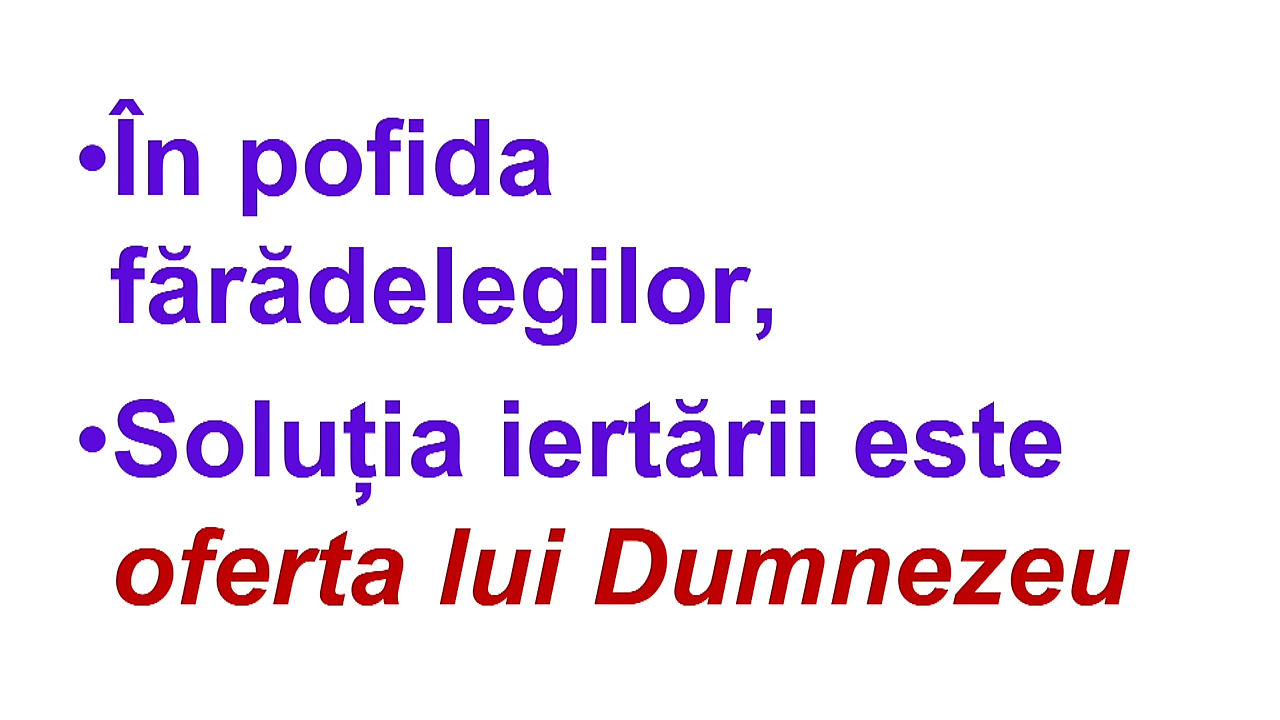 •În pofida
fărădelegilor,
•Soluția iertării este
oferta lui Dumnezeu